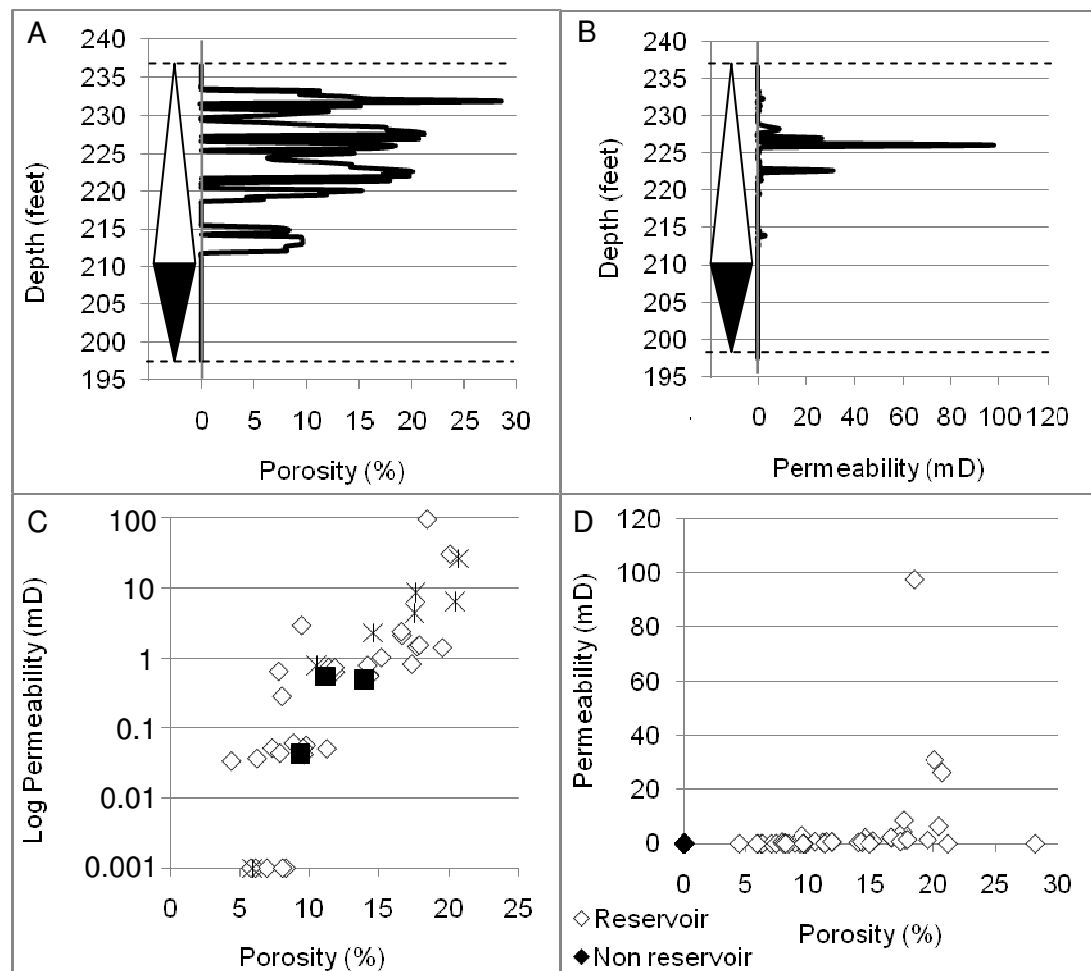 A
240
235
230
225
220
215
210
205
200
195
Depth (feet)
0 5 10 15 20 25 30
Porosity (%)
B
240
235
230
225
220
215
210
205
200
195
Depth (feet)
0 20 40 60 80 100 120
Permeability (mD)
C
100
10
1
0.1
0.01
0.001
Log Permeability (mD)
0 5 10 15 20 25
Porosity (%)
D
120
100
80
60
40
20
0
Permeability (mD)
0 5 10 15 20 25 30
Porosity (%)
Reservoir
Non reservoir